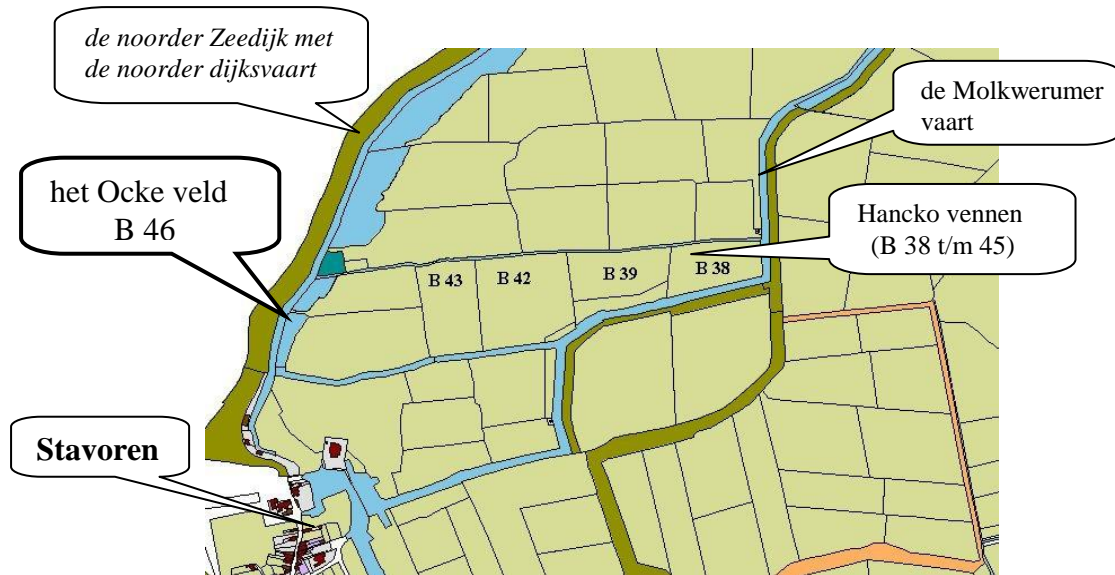 de noorder Zeedijk met
de noorder dijksvaart
de Molkwerumer
vaart
het Ocke veld
B 46
Hancko vennen
(B 38 t/m 45)
B 43
B 42
B 39
B 38
Stavoren